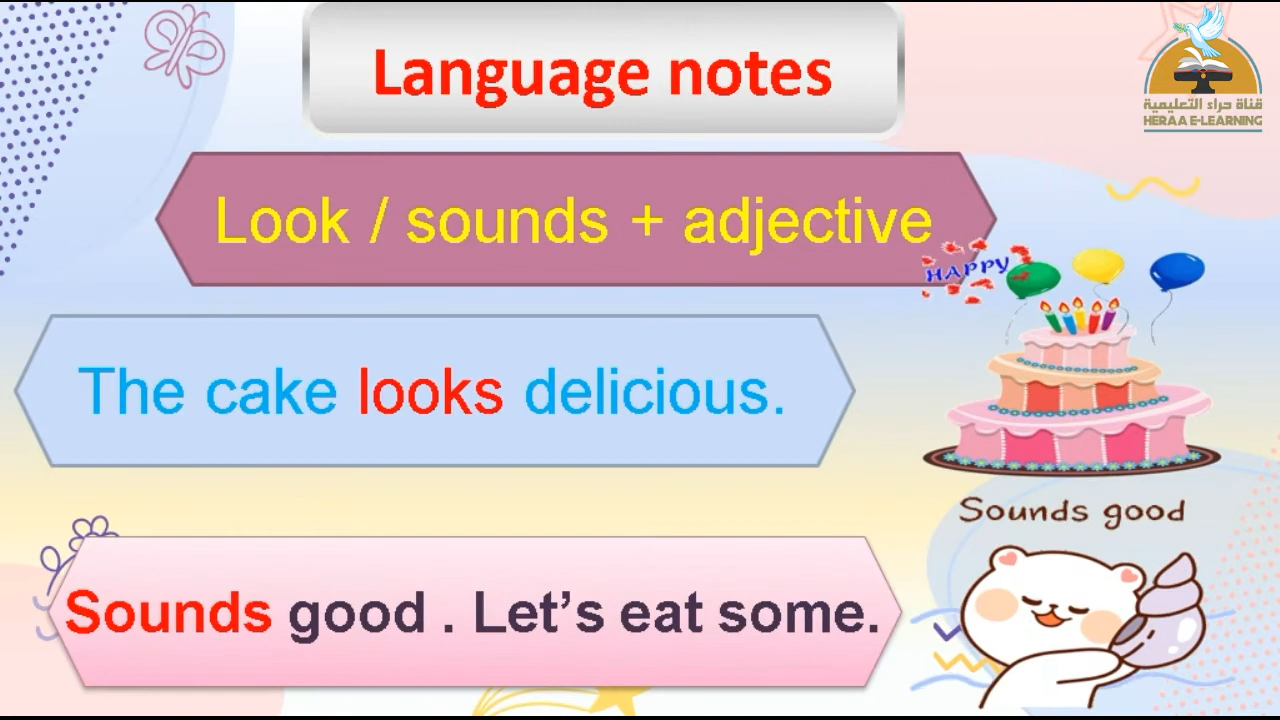 Language notes
قناة حراء التعليمية
HERAA E-LEARNING
Look / sounds + adjective
HAPPY
The cake looks delicious.
Sounds good
Sounds good . Let's eat some.